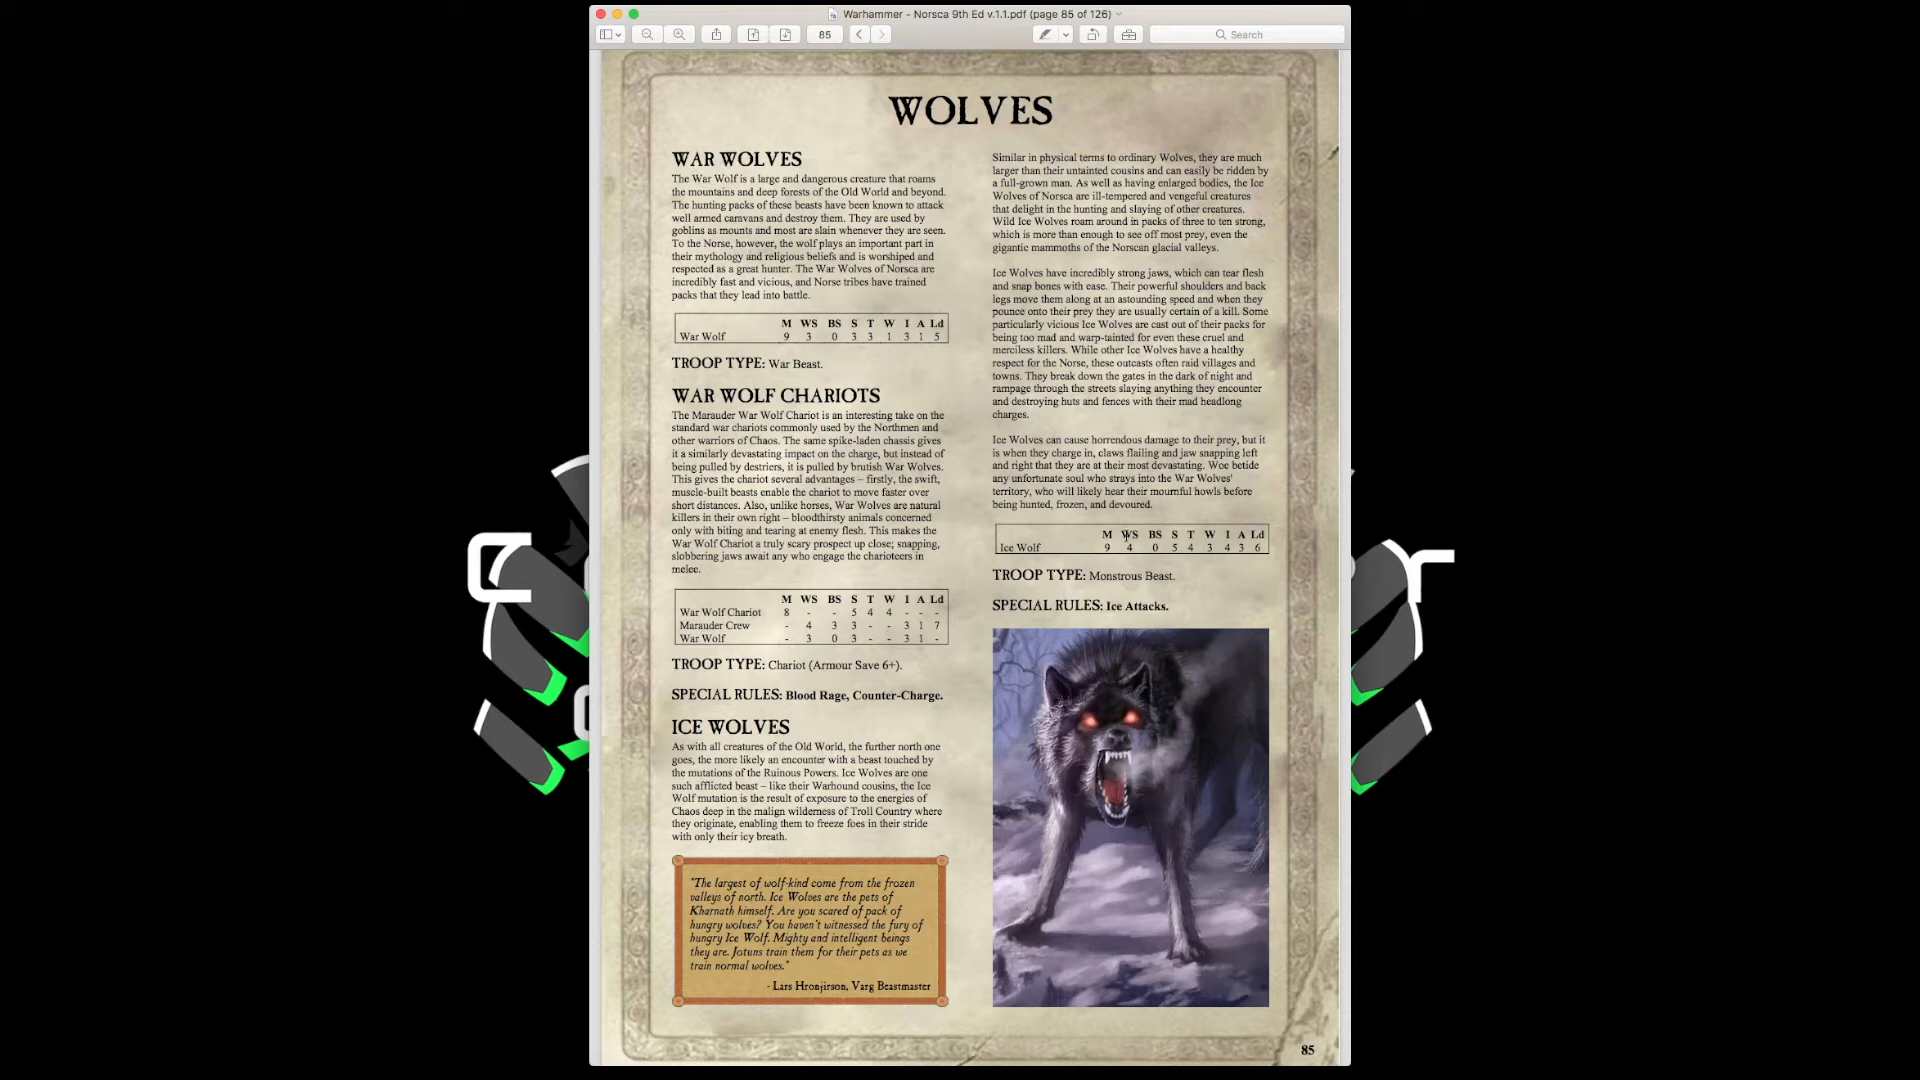 Warhammer - Norsca 9th Ed v.1.1.pdf (page 85 of 126)
85
Search
WOLVES
WAR WOLVES
The War Wolf is a large and dangerous creature that roams
the mountains and deep forests of the Old World and beyond.
The hunting packs of these beasts have been known to attack
well armed caravans and destroy them. They are used by
goblins as mounts and most are slain whenever they are seen.
To the Norse, however, the wolf plays an important part in
their mythology and religious beliefs and is worshiped and
respected as a great hunter. The War Wolves of Norsca are
incredibly fast and vicious, and Norse tribes have trained
packs that they lead into battle.
M WS BS S T W I A Ld
War Wolf 9 3 0 3 3 1 3 1 5
TROOP TYPE: War Beast.
WAR WOLF CHARIOTS
The Marauder War Wolf Chariot is an interesting take on the
standard war chariots commonly used by the Northmen and
other warriors of Chaos. The same spike-laden chassis gives
it a similarly devastating impact on the charge, but instead of
being pulled by destriers, it is pulled by brutish War Wolves.
This gives the chariot several advantages – firstly, the swift,
muscle-built beasts enable the chariot to move faster over
short distances. Also, unlike horses, War Wolves are natural
killers in their own right – bloodthirsty animals concerned
only with biting and tearing at enemy flesh. This makes the
War Wolf Chariot a truly scary prospect up close; snapping,
slobbering jaws await any who engage the charioteers in
melee.
M WS BS S T W I A Ld
War Wolf Chariot 8 - - 5 4 4 - - -
Marauder Crew - 4 3 3 - - 3 1 7
War Wolf - 3 0 3 - - 3 1 -
TROOP TYPE: Chariot (Armour Save 6+).
SPECIAL RULES: Blood Rage, Counter-Charge.
ICE WOLVES
As with all creatures of the Old World, the further north one
goes, the more likely an encounter with a beast touched by
the mutations of the Ruinous Powers. Ice Wolves are one
such afflicted beast – like their Warhound cousins, the Ice
Wolf mutation is the result of exposure to the energies of
Chaos deep in the malign wilderness of Troll Country where
they originate, enabling them to freeze foes in their stride
with only their icy breath.
"The largest of wolf-kind come from the frozen
valleys of north. Ice Wolves are the pets of
Kharnath himself. Are you scared of pack of
hungry wolves? You haven't witnessed the fury of
hungry Ice Wolf. Mighty and intelligent beings
they are. Jotuns train them for their pets as we
train normal wolves."
- Lars Hronjirson, Varg Beastmaster
Similar in physical terms to ordinary Wolves, they are much
larger than their untainted cousins and can easily be ridden by
a full-grown man. As well as having enlarged bodies, the Ice
Wolves of Norsca are ill-tempered and vengeful creatures
that delight in the hunting and slaying of other creatures.
Wild Ice Wolves roam around in packs of three to ten strong,
which is more than enough to see off most prey, even the
gigantic mammoths of the Norscan glacial valleys.
Ice Wolves have incredibly strong jaws, which can tear flesh
and snap bones with ease. Their powerful shoulders and back
legs move them along at an astounding speed and when they
pounce onto their prey they are usually certain of a kill. Some
particularly vicious Ice Wolves are cast out of their packs for
being too mad and warp-tainted for even these cruel and
merciless killers. While other Ice Wolves have a healthy
respect for the Norse, these outcasts often raid villages and
towns. They break down the gates in the dark of night and
rampage through the streets slaying anything they encounter
and destroying huts and fences with their mad headlong
charges.
Ice Wolves can cause horrendous damage to their prey, but it
is when they charge in, claws flailing and jaw snapping left
and right that they are at their most devastating. Woe betide
any unfortunate soul who strays into the War Wolves'
territory, who will likely hear their mournful howls before
being hunted, frozen, and devoured.
M WS BS S T W I A Ld
Ice Wolf 9 4 0 5 4 3 4 3 6
TROOP TYPE: Monstrous Beast.
SPECIAL RULES: Ice Attacks.
85